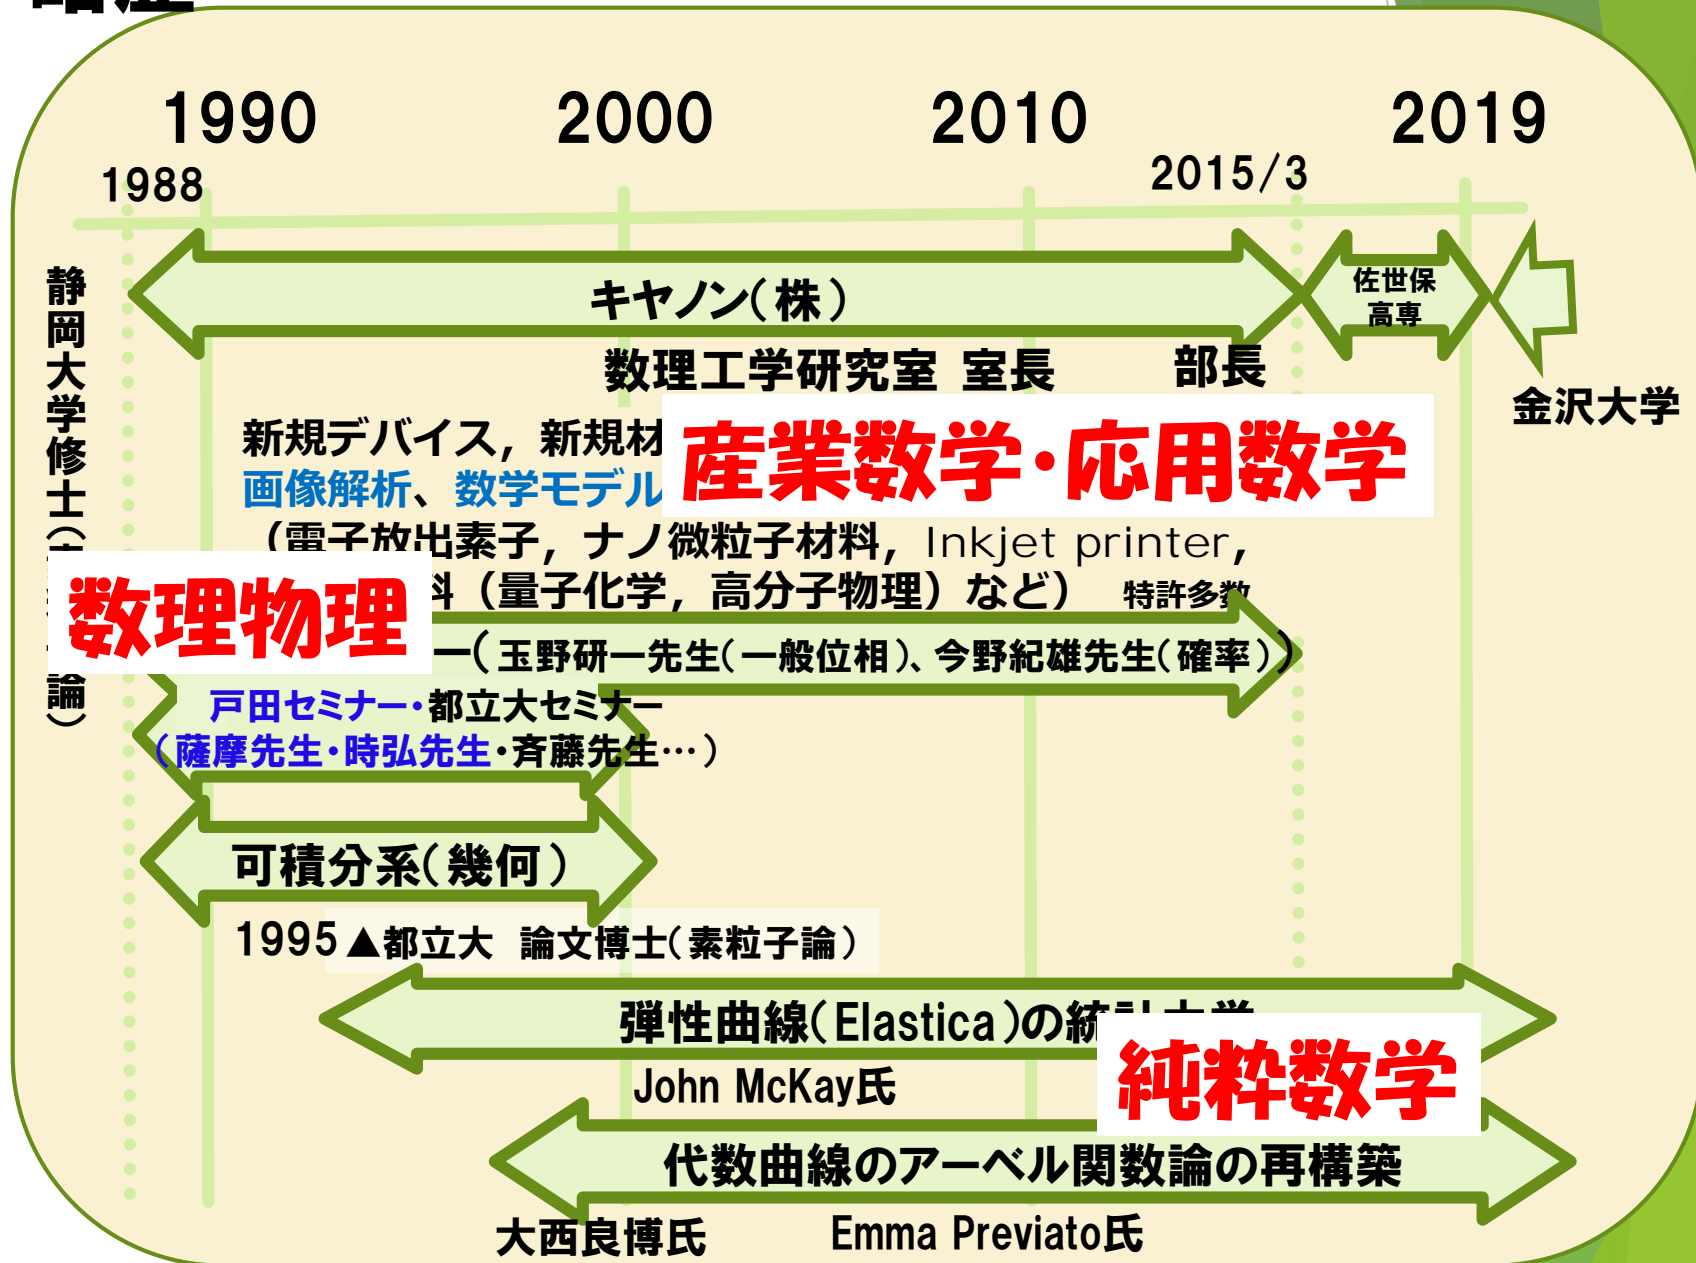 略歴
1990 2000 2010 2019
1988 2015/3
キヤノン(株)
佐世保
高専
静岡大学修士(
論)
数理工学研究室 室長 部長
金沢大学
新規デバイス, 新規材
産業数学・応用数学
画像解析、数学モデル
(電子放出素子, ナノ微粒子材料, Inkjet printer,
料(量子化学, 高分子物理)など) 特許多数
数理物理
ー(玉野研一先生(一般位相)、今野紀雄先生(確率))
戸田セミナー・都立大セミナー
(薩摩先生・時弘先生・斉藤先生…)
可積分系(幾何)
1995▲都立大 論文博士(素粒子論)
弾性曲線(Elastica)の統計力学
純粋数学
John McKay氏
代数曲線のアーベル関数論の再構築
大西良博氏 Emma Previato氏